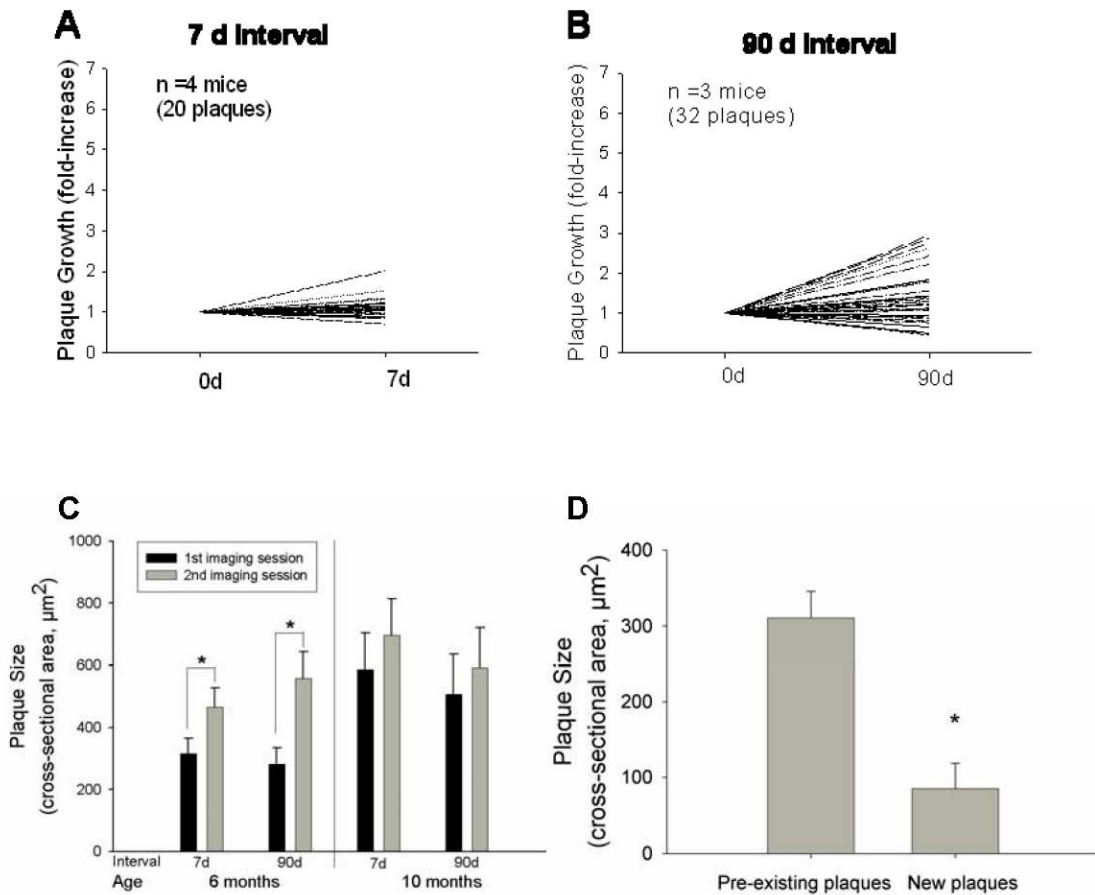 A
7 d Interval
n =4 mice
(20 plaques)
Plaque Growth (fold-increase)
7
6
5
4
3
2
1
0
0d
7d
B
90 d Interval
n =3 mice
(32 plaques)
Plaque Growth (fold-increase)
7
6
5
4
3
2
1
0
0d
90d
C
1st imaging session
2nd imaging session
Plaque Size
(cross-sectional area, µm²)
1000
800
600
400
200
0
*
*
Interval 7d 90d 7d 90d
Age 6 months 10 months
D
Plaque Size
(cross-sectional area, µm²)
400
300
200
100
0
*
Pre-existing plaques New plaques